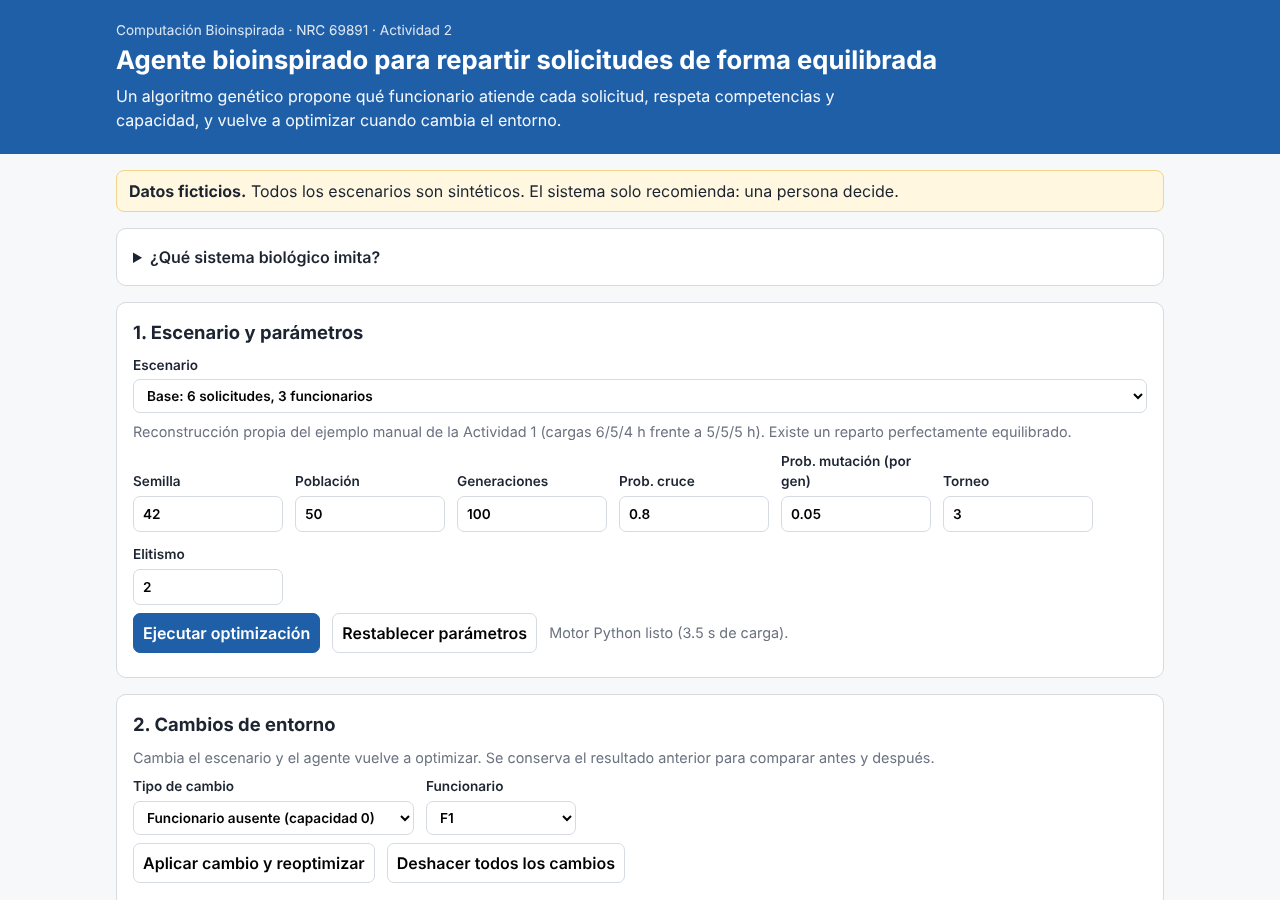 Computación Bioinspirada · NRC 69891 · Actividad 2
Agente bioinspirado para repartir solicitudes de forma equilibrada
Un algoritmo genético propone qué funcionario atiende cada solicitud, respeta competencias y
capacidad, y vuelve a optimizar cuando cambia el entorno.
Datos ficticios. Todos los escenarios son sintéticos. El sistema solo recomienda: una persona decide.
¿Qué sistema biológico imita?
1. Escenario y parámetros
Escenario
Base: 6 solicitudes, 3 funcionarios
Reconstrucción propia del ejemplo manual de la Actividad 1 (cargas 6/5/4 h frente a 5/5/5 h). Existe un reparto perfectamente equilibrado.
Semilla
42
Población
50
Generaciones
100
Prob. cruce
0.8
Prob. mutación (por
gen)
0.05
Torneo
3
Elitismo
2
Ejecutar optimización
Restablecer parámetros
Motor Python listo (3.5 s de carga).
2. Cambios de entorno
Cambia el escenario y el agente vuelve a optimizar. Se conserva el resultado anterior para comparar antes y después.
Tipo de cambio
Funcionario ausente (capacidad 0)
Funcionario
F1
Aplicar cambio y reoptimizar
Deshacer todos los cambios